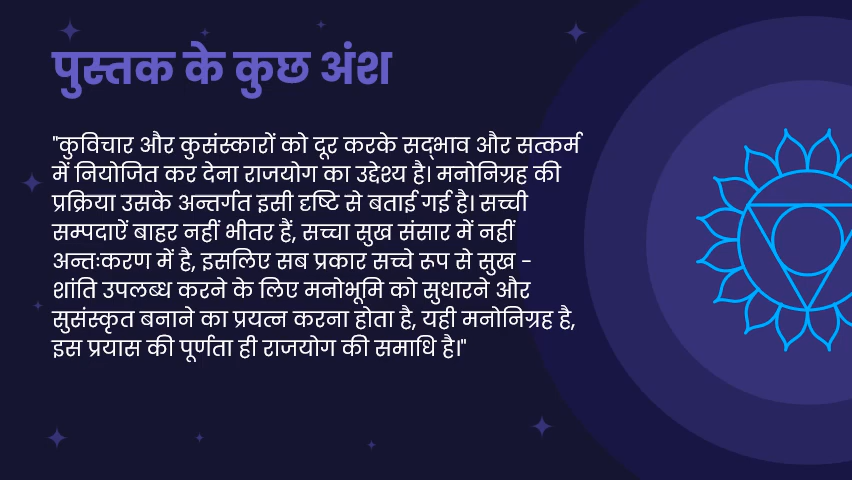 पुस्तक के कुछ अंश
"कुविचार और कुसंस्कारों को दूर करके सद्भाव और सत्कर्म
में नियोजित कर देना राजयोग का उद्देश्य है। मनोनिग्रह की
प्रक्रिया उसके अन्तर्गत इसी दृष्टि से बताई गई है। सच्ची
सम्पदाऐं बाहर नहीं भीतर हैं, सच्चा सुख संसार में नहीं
अन्तःकरण में है, इसलिए सब प्रकार सच्चे रूप से सुख -
शांति उपलब्ध करने के लिए मनोभूमि को सुधारने और
सुसंस्कृत बनाने का प्रयत्न करना होता है, यही मनोनिग्रह है,
इस प्रयास की पूर्णता ही राजयोग की समाधि है।"